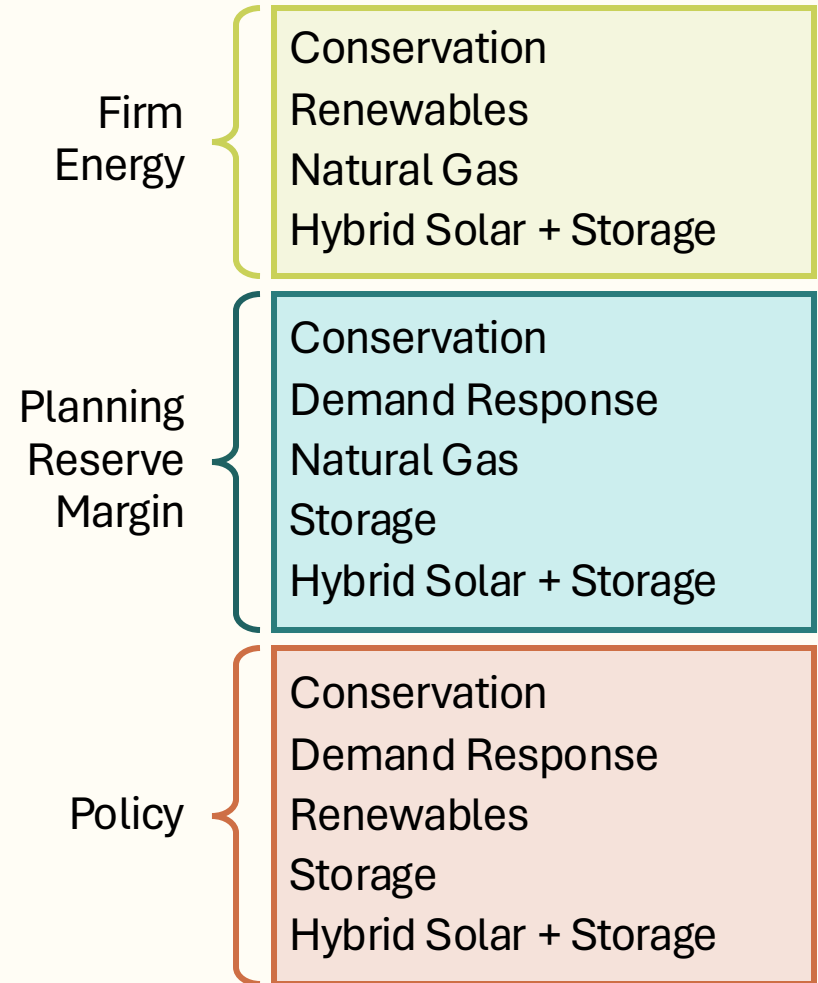 Firm
Energy
Conservation
Renewables
Natural Gas
Hybrid Solar + Storage
Planning
Reserve
Margin
Conservation
Demand Response
Natural Gas
Storage
Hybrid Solar + Storage
Policy
Conservation
Demand Response
Renewables
Storage
Hybrid Solar + Storage